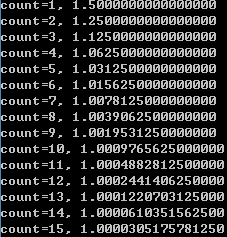 count=1, 1.5000000000000000
count=2, 1.2500000000000000
count=3, 1.1250000000000000
count=4, 1.0625000000000000
count=5, 1.0312500000000000
count=6, 1.0156250000000000
count=7, 1.0078125000000000
count=8, 1.0039062500000000
count=9, 1.0019531250000000
count=10, 1.0009765625000000
count=11, 1.0004882812500000
count=12, 1.0002441406250000
count=13, 1.0001220703125000
count=14, 1.0000610351562500
count=15, 1.0000305175781250